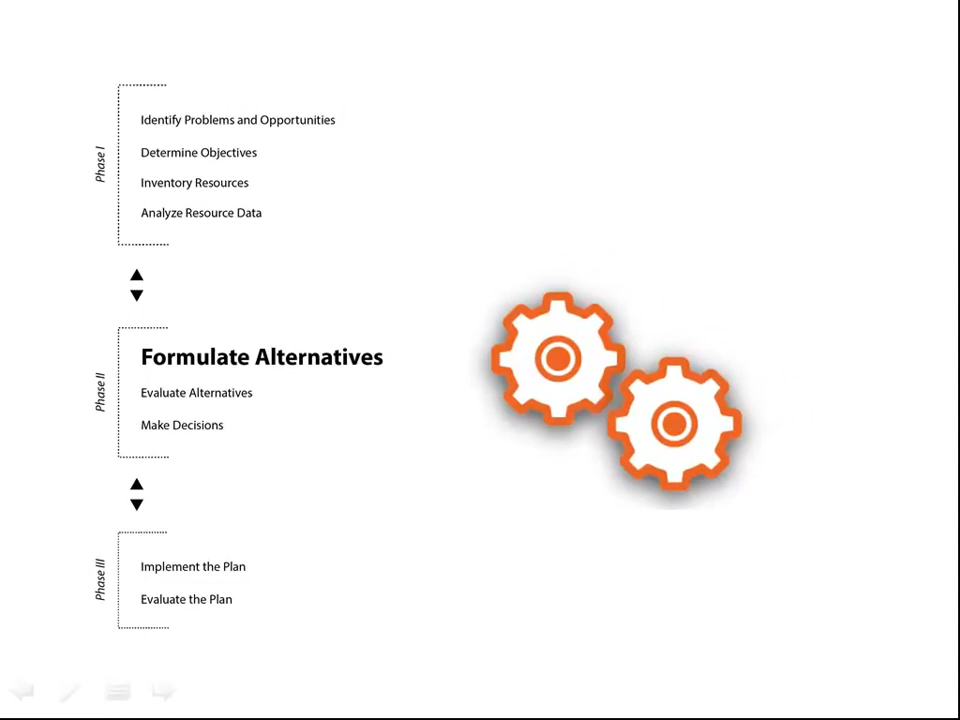 Phase I
Identify Problems and Opportunities
Determine Objectives
Inventory Resources
Analyze Resource Data
Phase II
Formulate Alternatives
Evaluate Alternatives
Make Decisions
Phase III
Implement the Plan
Evaluate the Plan